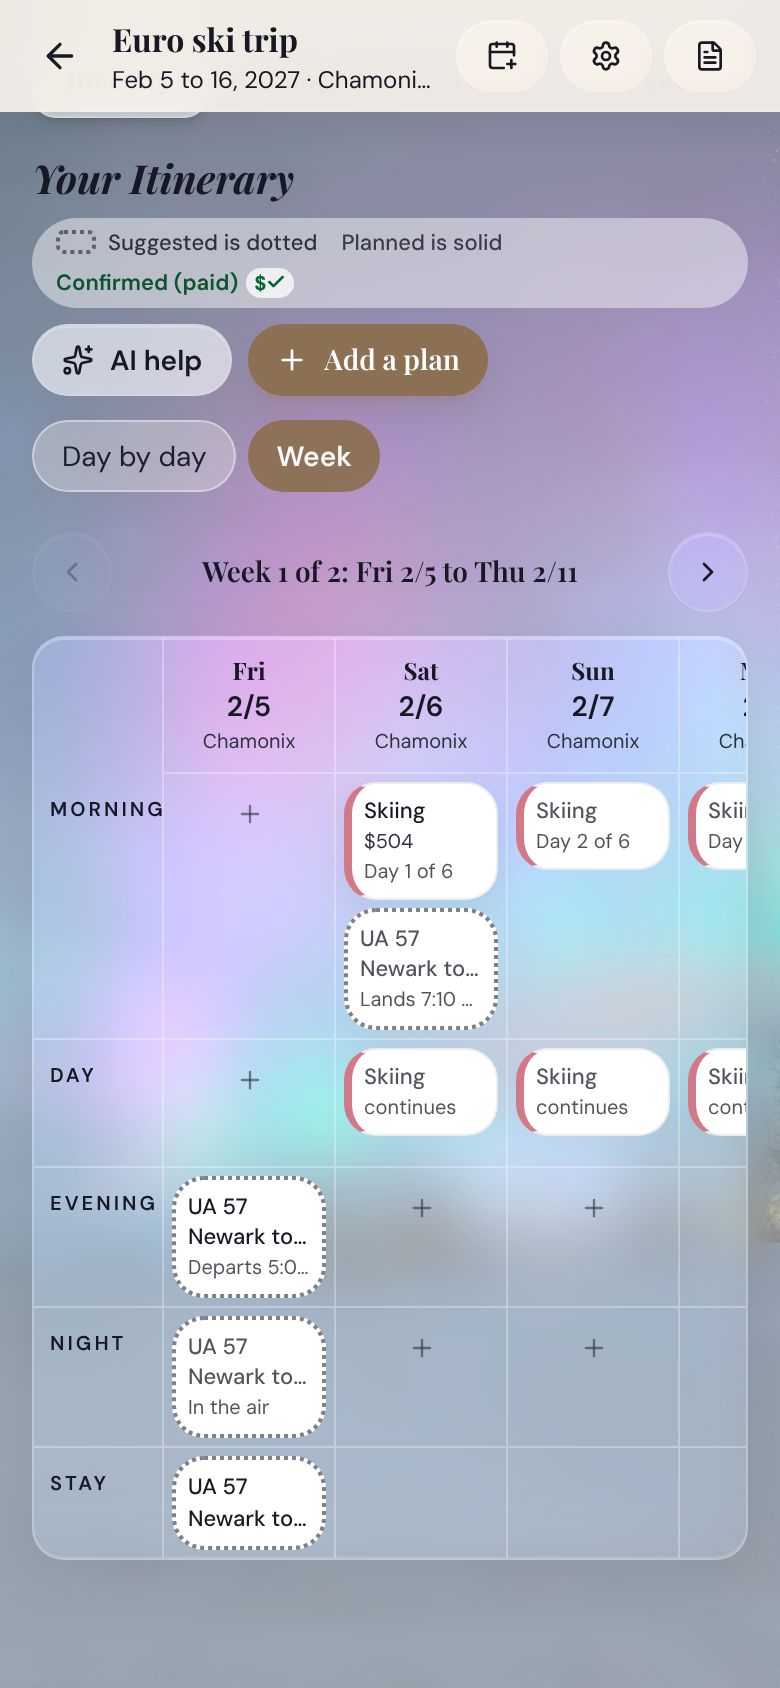 Euro ski trip
Feb 5 to 16, 2027 · Chamoni...
Your Itinerary
Suggested is dotted Planned is solid
Confirmed (paid) $✓
AI help
+ Add a plan
Day by day
Week
Week 1 of 2: Fri 2/5 to Thu 2/11
Fri
2/5
Chamonix
Sat
2/6
Chamonix
Sun
2/7
Chamonix
Ch
MORNING
+
Skiing
$504
Day 1 of 6
UA 57
Newark to...
Lands 7:10 ...
Skiing
Day 2 of 6
Skii
Day
DAY
+
Skiing
continues
Skiing
continues
Skii
cont
EVENING
UA 57
Newark to...
Departs 5:0...
+
+
NIGHT
UA 57
Newark to...
In the air
+
+
STAY
UA 57
Newark to...